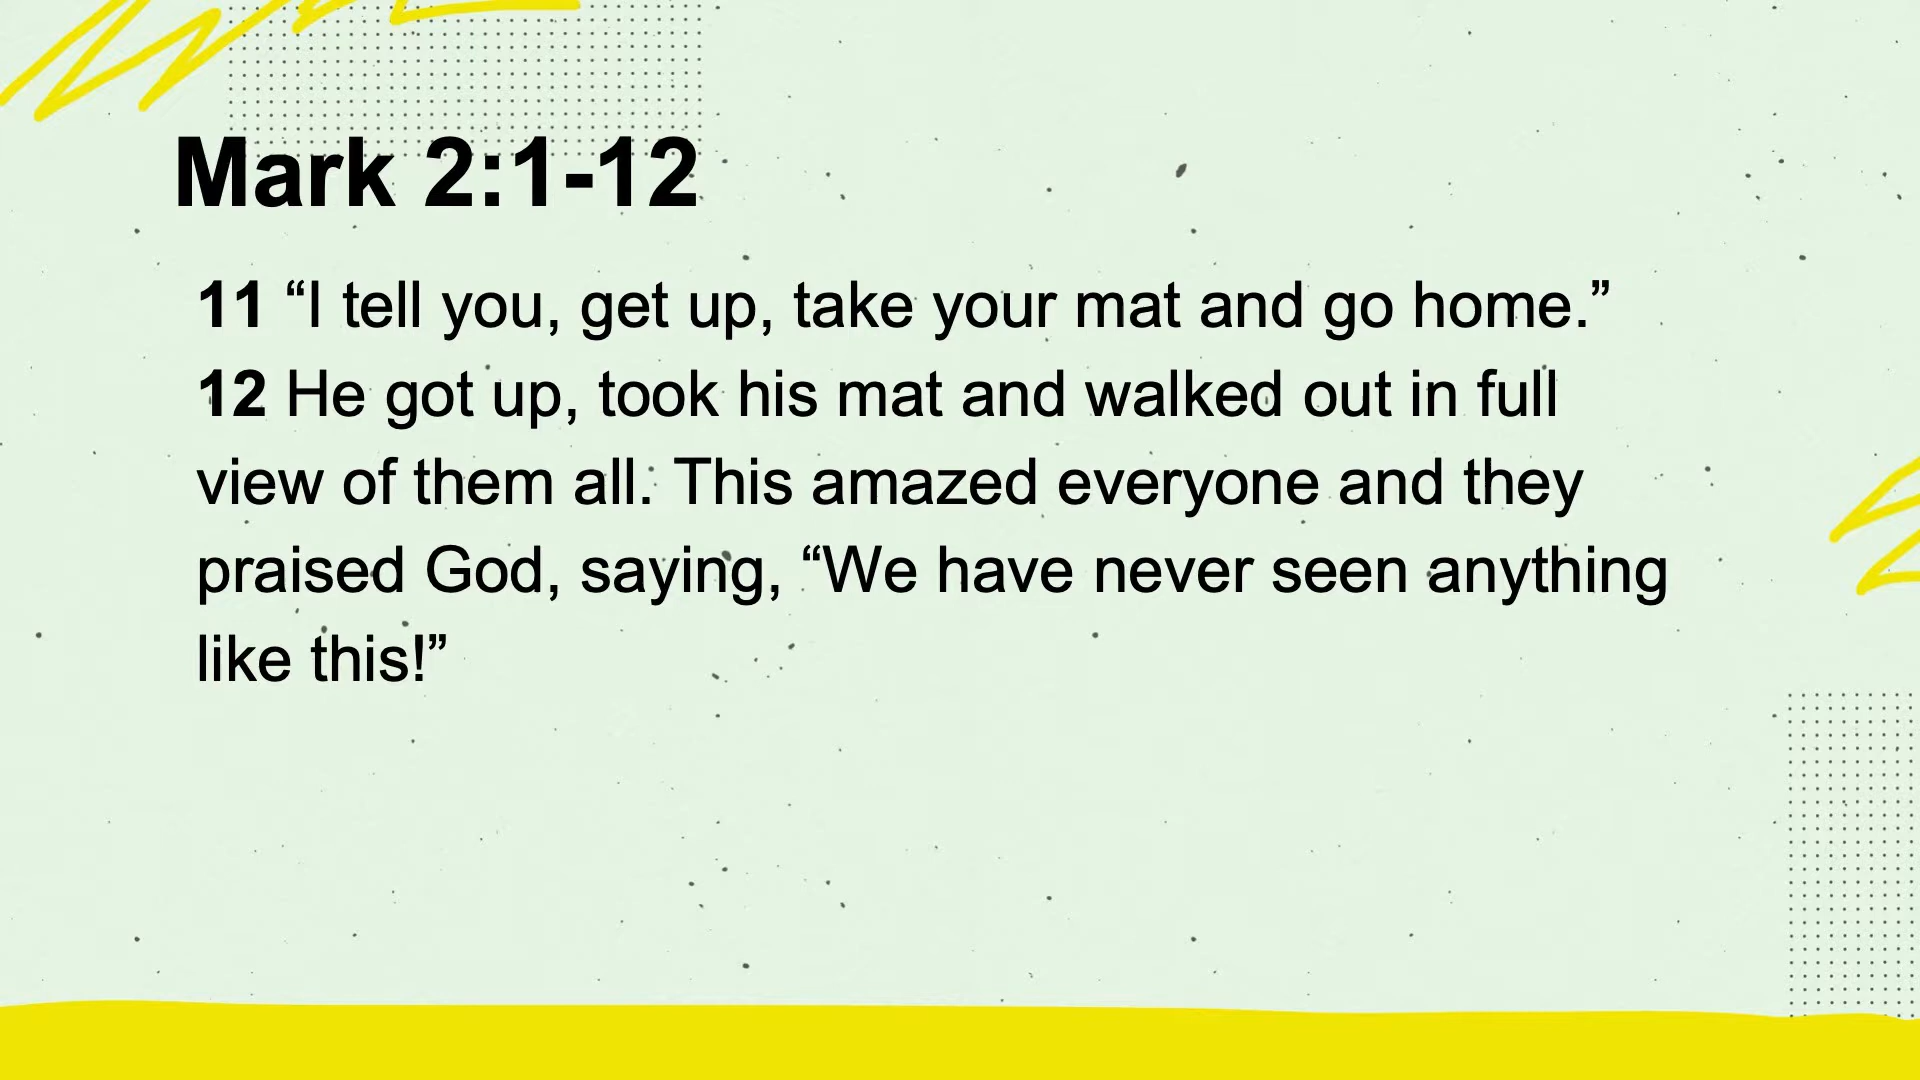 Mark 2:1-12
11 “I tell you, get up, take your mat and go home.”
12 He got up, took his mat and walked out in full
view of them all. This amazed everyone and they
praised God, saying, “We have never seen anything
like this!”